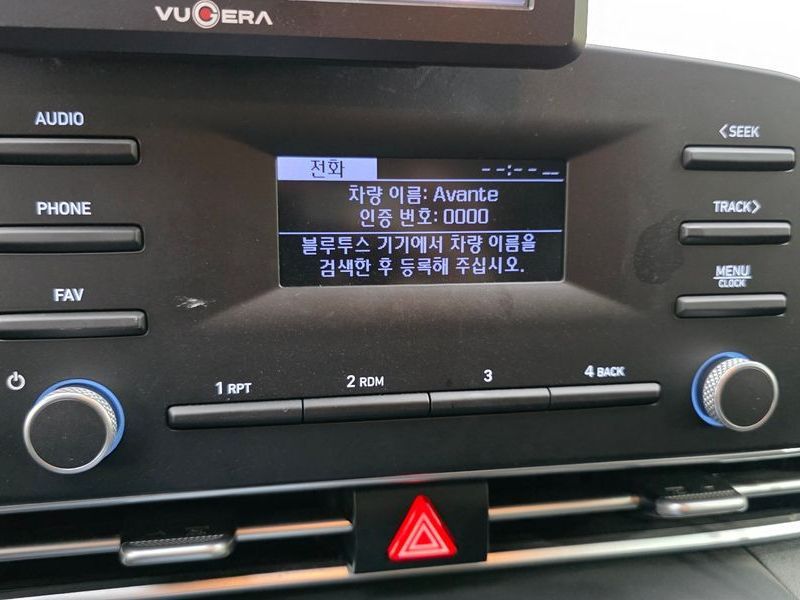 VUGERA
AUDIO
PHONE
FAV
전화 --:--
차량 이름: Avante
인증 번호: 0000
블루투스 기기에서 차량 이름을
검색한 후 등록해 주십시오.
<SEEK
TRACK>
MENU
CLOCK
1 RPT
2 RDM
3
4 BACK